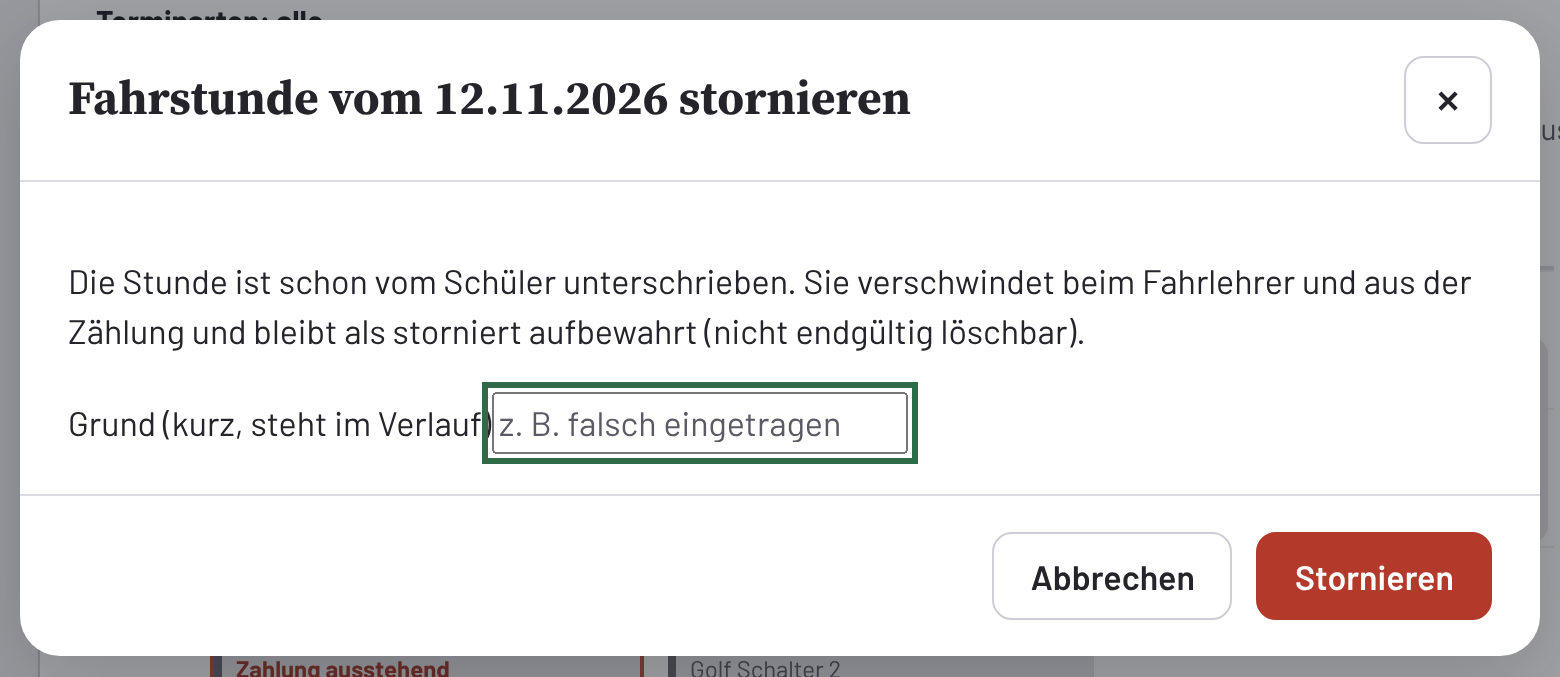 Terminarten: alle
Fahrstunde vom 12.11.2026 stornieren
×
Die Stunde ist schon vom Schüler unterschrieben. Sie verschwindet beim Fahrlehrer und aus der
Zählung und bleibt als storniert aufbewahrt (nicht endgültig löschbar).
Grund (kurz, steht im Verlauf) z. B. falsch eingetragen
Abbrechen Stornieren
Zahlung ausstehend Golf Schalter 2